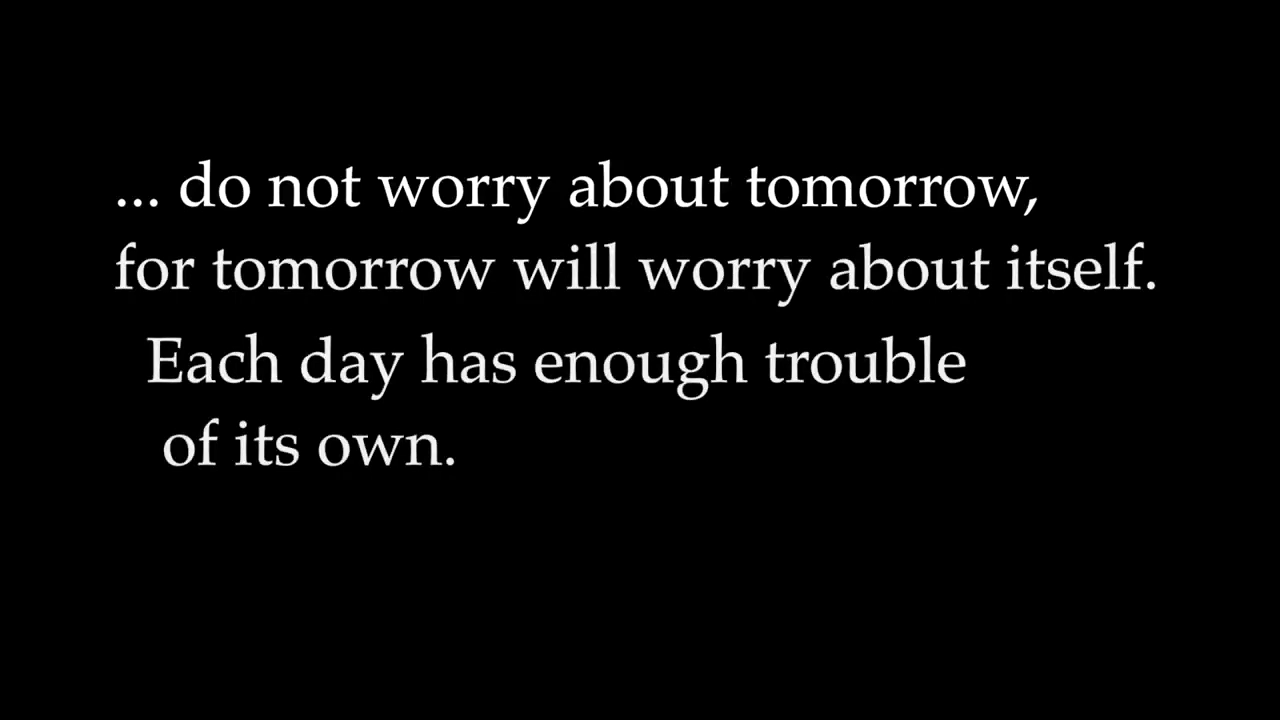 ... do not worry about tomorrow,
for tomorrow will worry about itself.
Each day has enough trouble
of its own.